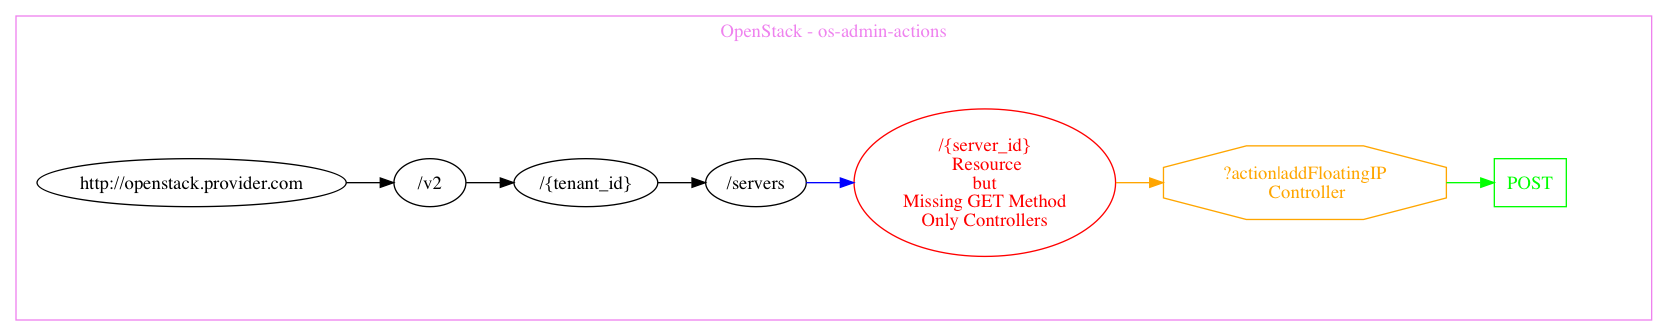 OpenStack - os-admin-actions
http://openstack.provider.com
/v2
/{tenant_id}
/servers
/{server_id}
Resource
but
Missing GET Method
Only Controllers
?action|addFloatingIP
Controller
POST